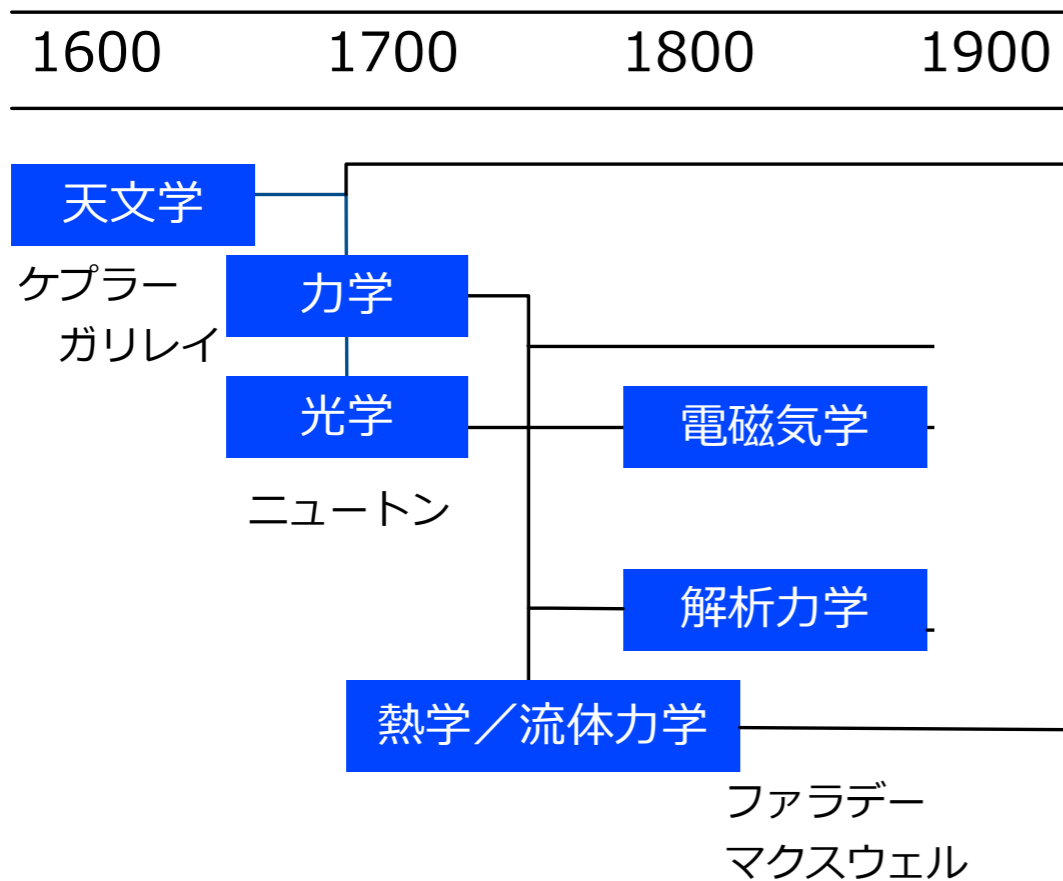 1600 1700 1800 1900
天文学
ケプラー
ガリレイ
力学
光学
ニュートン
電磁気学
解析力学
熱学／流体力学
ファラデー
マクスウェル